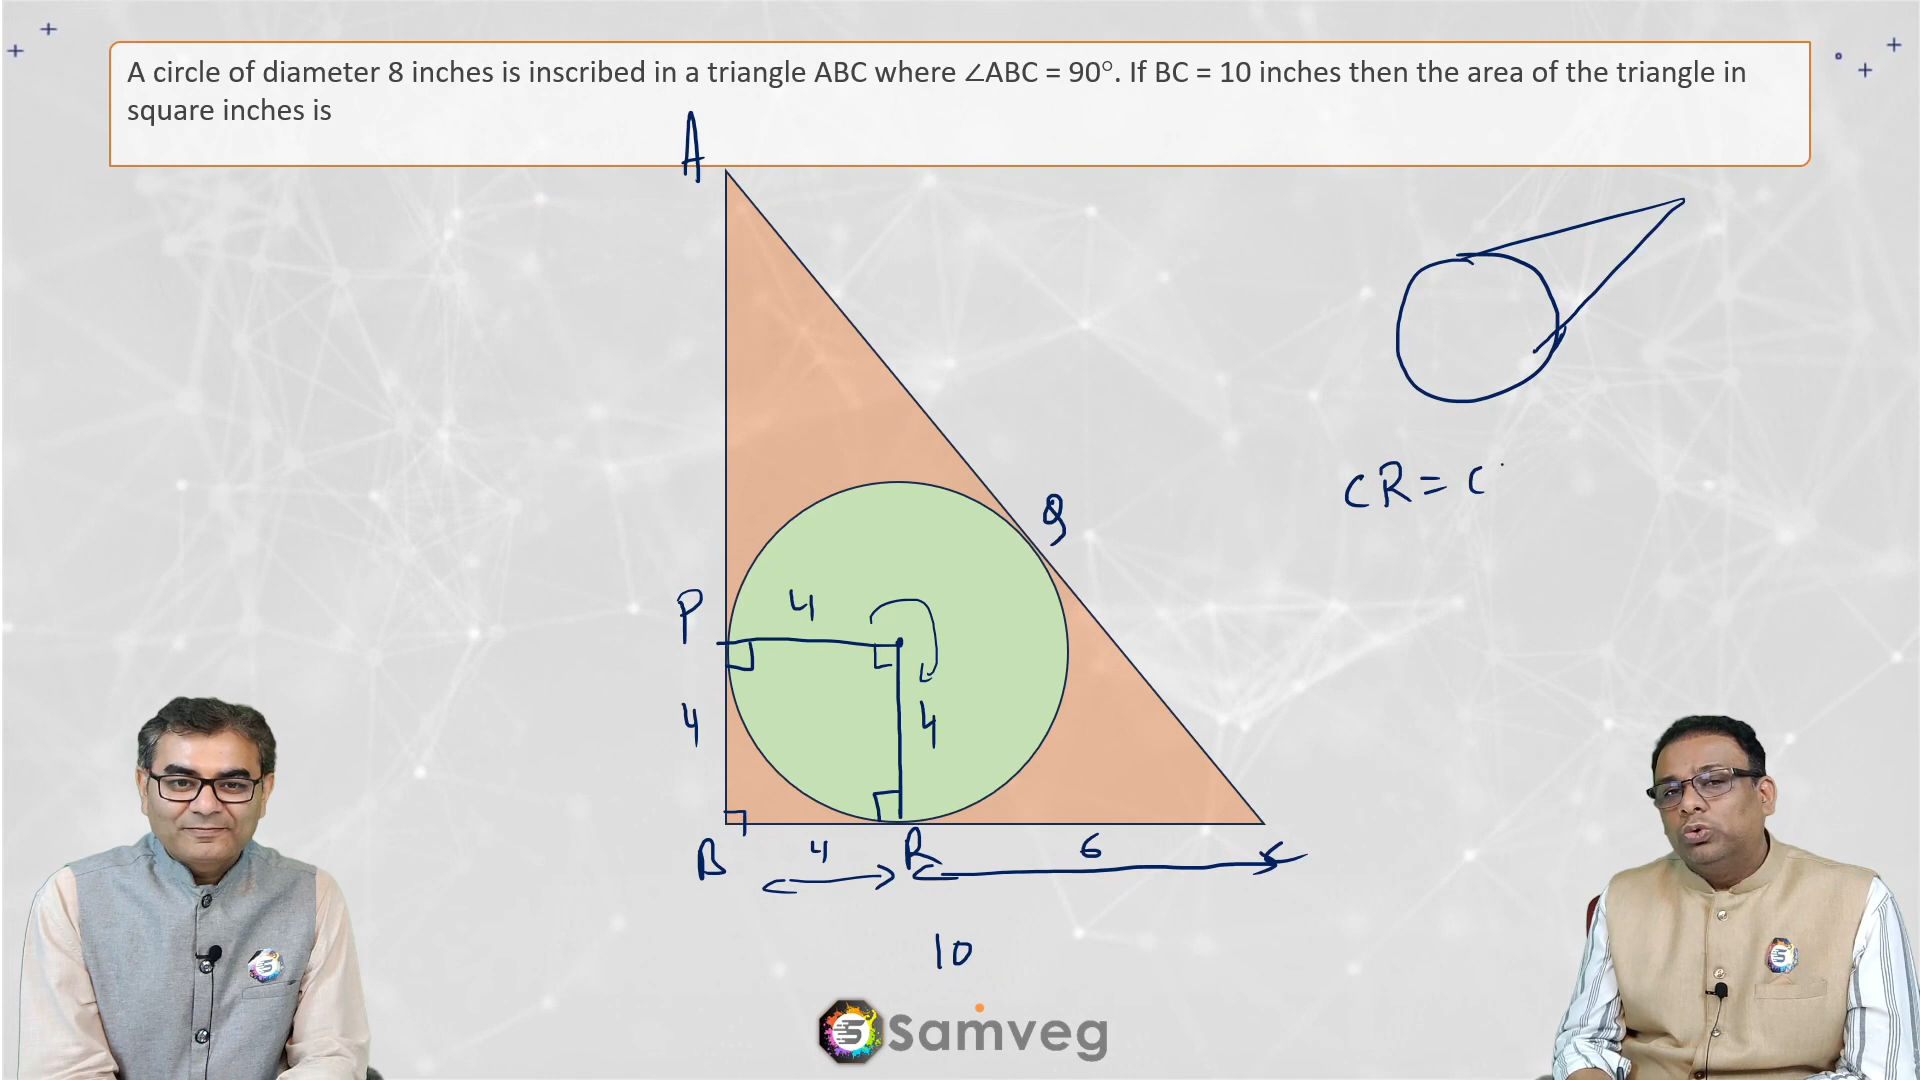 A circle of diameter 8 inches is inscribed in a triangle ABC where ∠ABC = 90°. If BC = 10 inches then the area of the triangle in
square inches is
A
CR = C
Q
P
4
4
4
B
4
R
6
10
Samveg